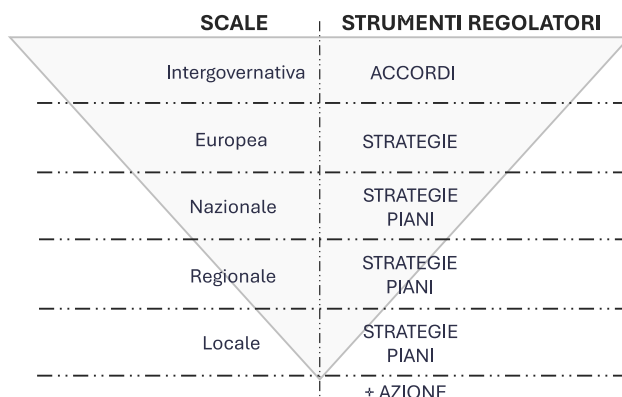 SCALE STRUMENTI REGOLATORI
Intergovernativa ACCORDI
Europea STRATEGIE
Nazionale STRATEGIE
PIANI
Regionale STRATEGIE
PIANI
Locale STRATEGIE
PIANI
+ AZIONE